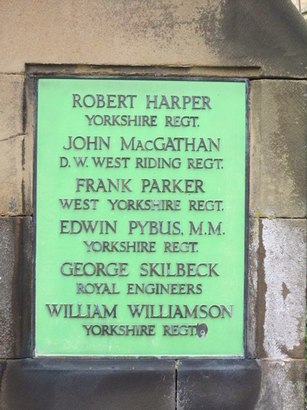 ROBERT HARPER
YORKSHIRE REGT.
JOHN MACGATHAN
D. W. WEST RIDING REGT.
FRANK PARKER
WEST YORKSHIRE REGT.
EDWIN PYBUS, M.M.
YORKSHIRE REGT.
GEORGE SKILBECK
ROYAL ENGINEERS
WILLIAM WILLIAMSON
YORKSHIRE REGT.